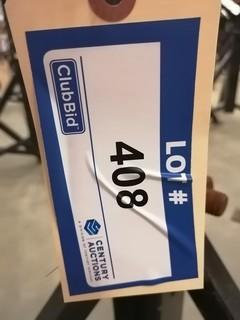 LOT #
408
ClubBid
CENTURY
AUCTIONS